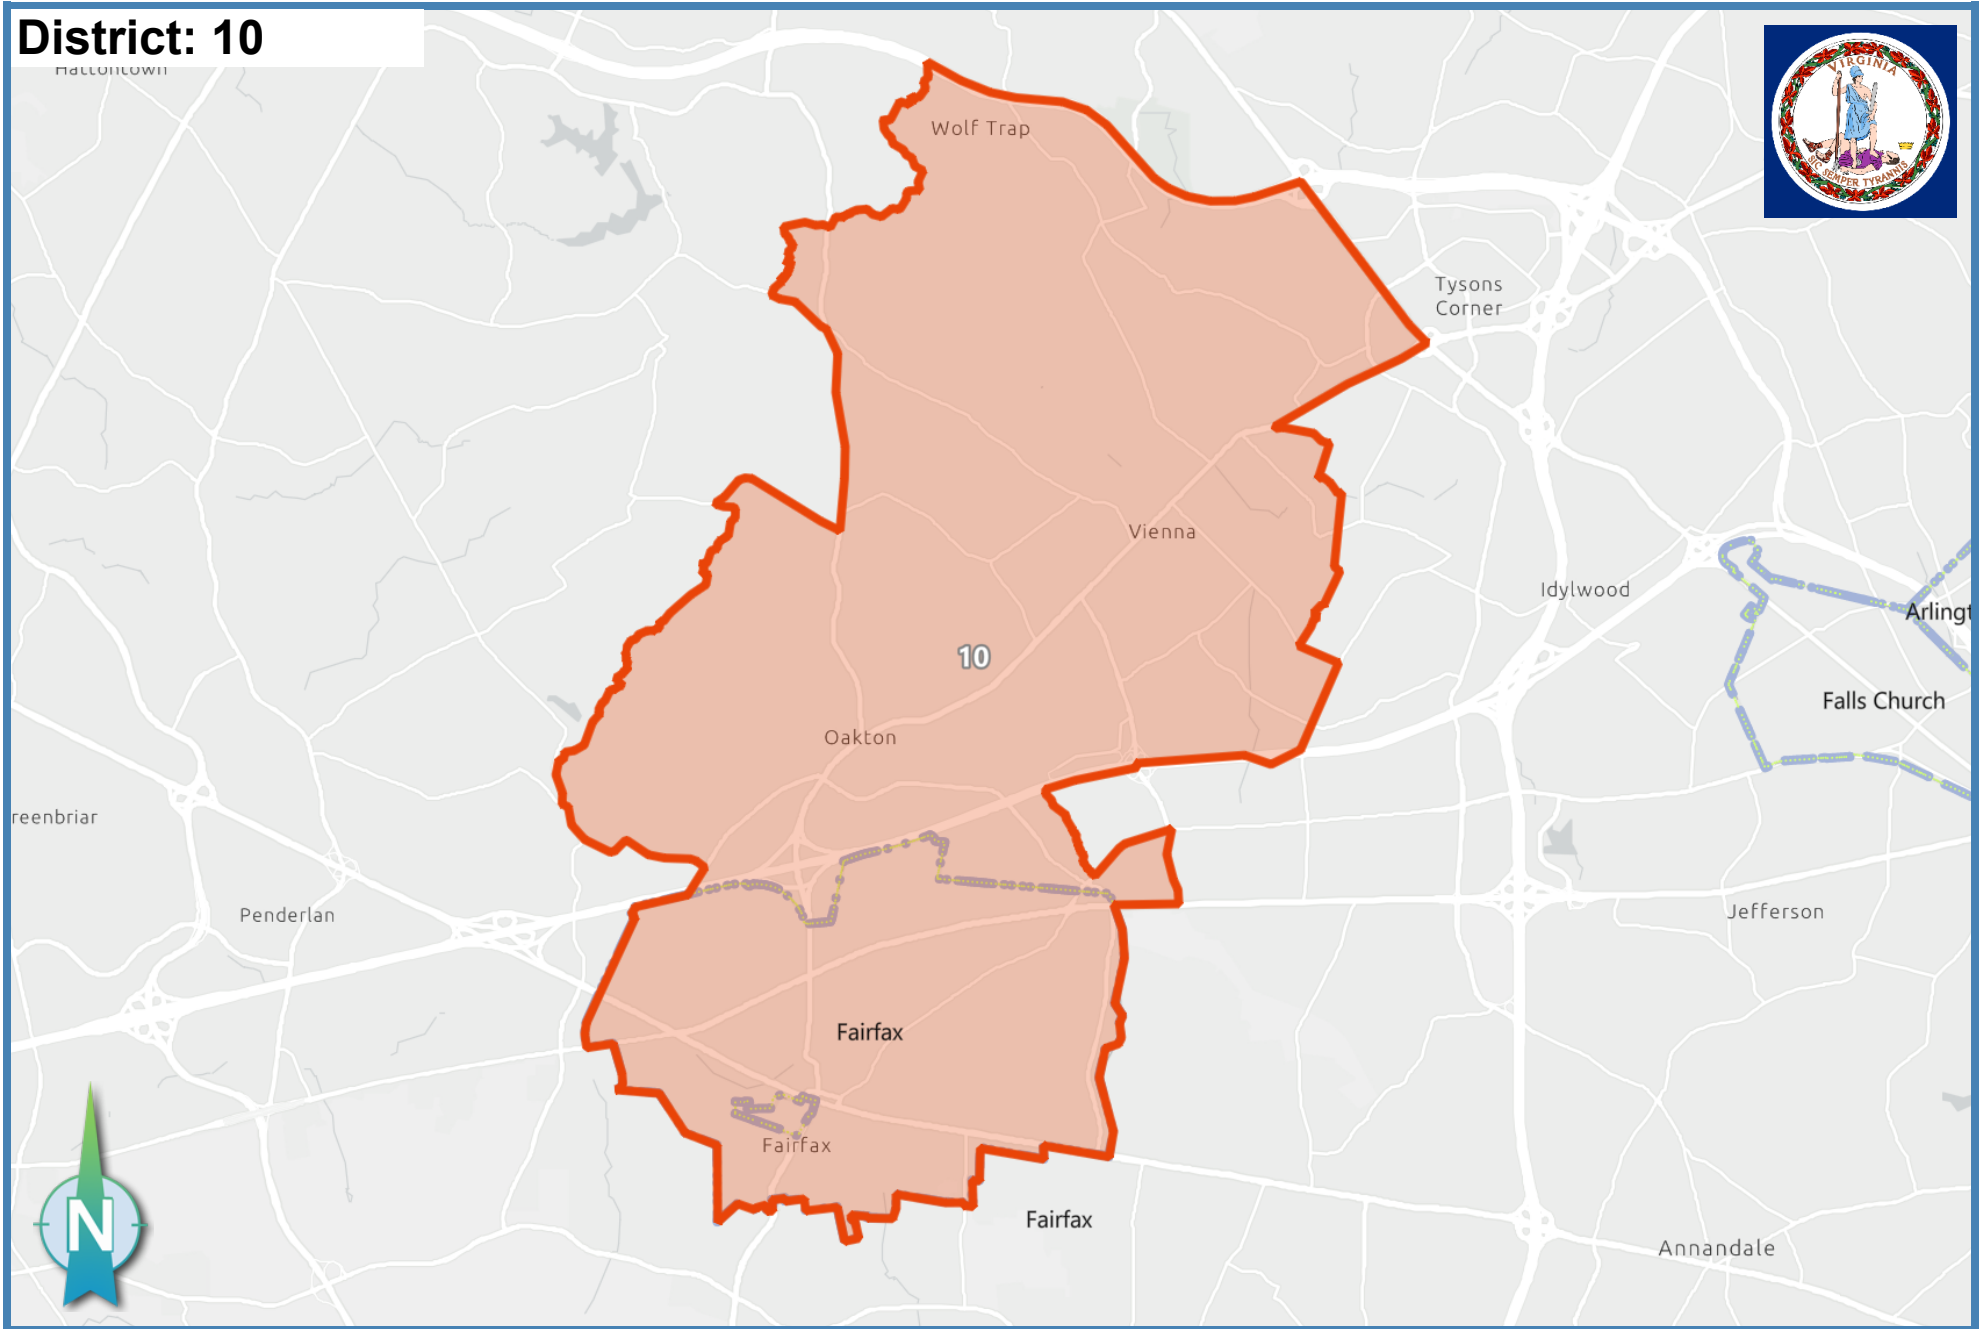 District: 10
Hattontown
VIRGINIA
SIC SEMPER TYRANNIS
Wolf Trap
Tysons
Corner
Vienna
Idylwood
Arlingt
10
Falls Church
Oakton
reenbriar
Penderlan
Jefferson
Fairfax
Fairfax
Fairfax
Annandale
N